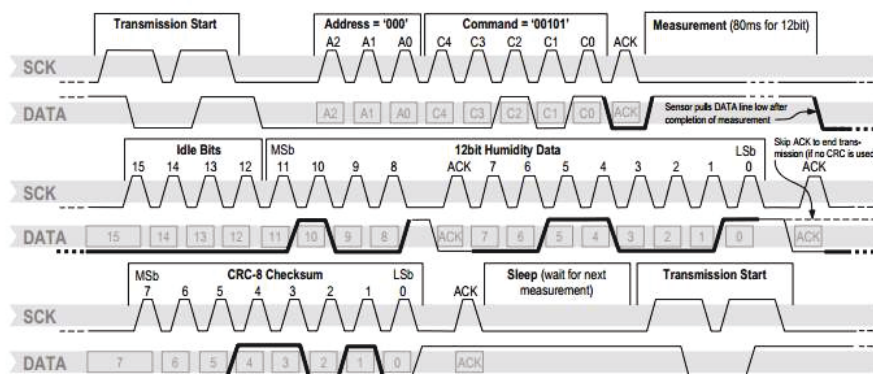 Transmission Start Address = ‘000’ Command = ‘00101’ Measurement (80ms for 12bit)
A2 A1 A0 C4 C3 C2 C1 C0 ACK
SCK
DATA A2 A1 A0 C4 C3 C2 C1 C0 ACK
Sensor pulls DATA line low after
completion of measurement
Skip ACK to end trans-
mission (if no CRC is used)
Idle Bits MSb 12bit Humidity Data LSb
15 14 13 12 11 10 9 8 ACK 7 6 5 4 3 2 1 0 ACK
SCK
DATA 15 14 13 12 11 10 9 8 ACK 7 6 5 4 3 2 1 0 ACK
MSb CRC-8 Checksum LSb Sleep (wait for next
measurement) Transmission Start
7 6 5 4 3 2 1 0 ACK
SCK
DATA 7 6 5 4 3 2 1 0 ACK